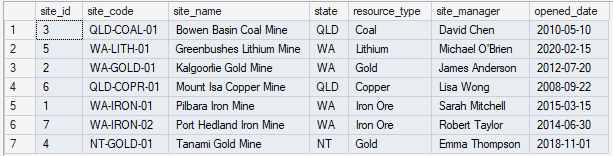 site_id site_code site_name state resource_type site_manager opened_date
1 3 QLD-COAL-01 Bowen Basin Coal Mine QLD Coal David Chen 2010-05-10
2 5 WA-LITH-01 Greenbushes Lithium Mine WA Lithium Michael O'Brien 2020-02-15
3 2 WA-GOLD-01 Kalgoorlie Gold Mine WA Gold James Anderson 2012-07-20
4 6 QLD-COPR-01 Mount Isa Copper Mine QLD Copper Lisa Wong 2008-09-22
5 1 WA-IRON-01 Pilbara Iron Mine WA Iron Ore Sarah Mitchell 2015-03-15
6 7 WA-IRON-02 Port Hedland Iron Mine WA Iron Ore Robert Taylor 2014-06-30
7 4 NT-GOLD-01 Tanami Gold Mine NT Gold Emma Thompson 2018-11-01